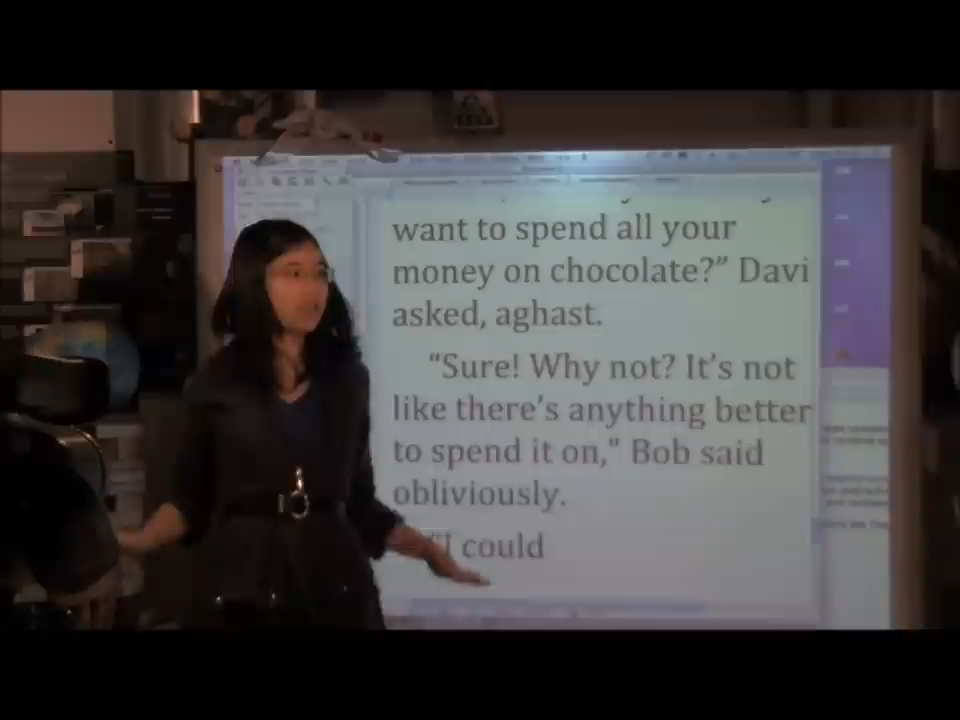 want to spend all your
money on chocolate?” Davi
asked, aghast.
“Sure! Why not? It’s not
like there’s anything better
to spend it on,” Bob said
obliviously.
“I could